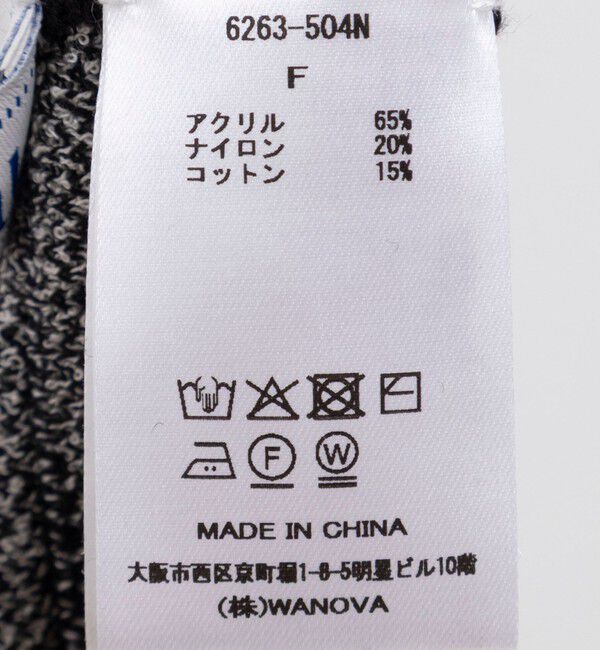 6263-504N
F
アクリル 65%
ナイロン 20%
コットン 15%
F
W
MADE IN CHINA
大阪市西区京町堀1-8-5明星ビル10階
(株)WANOVA